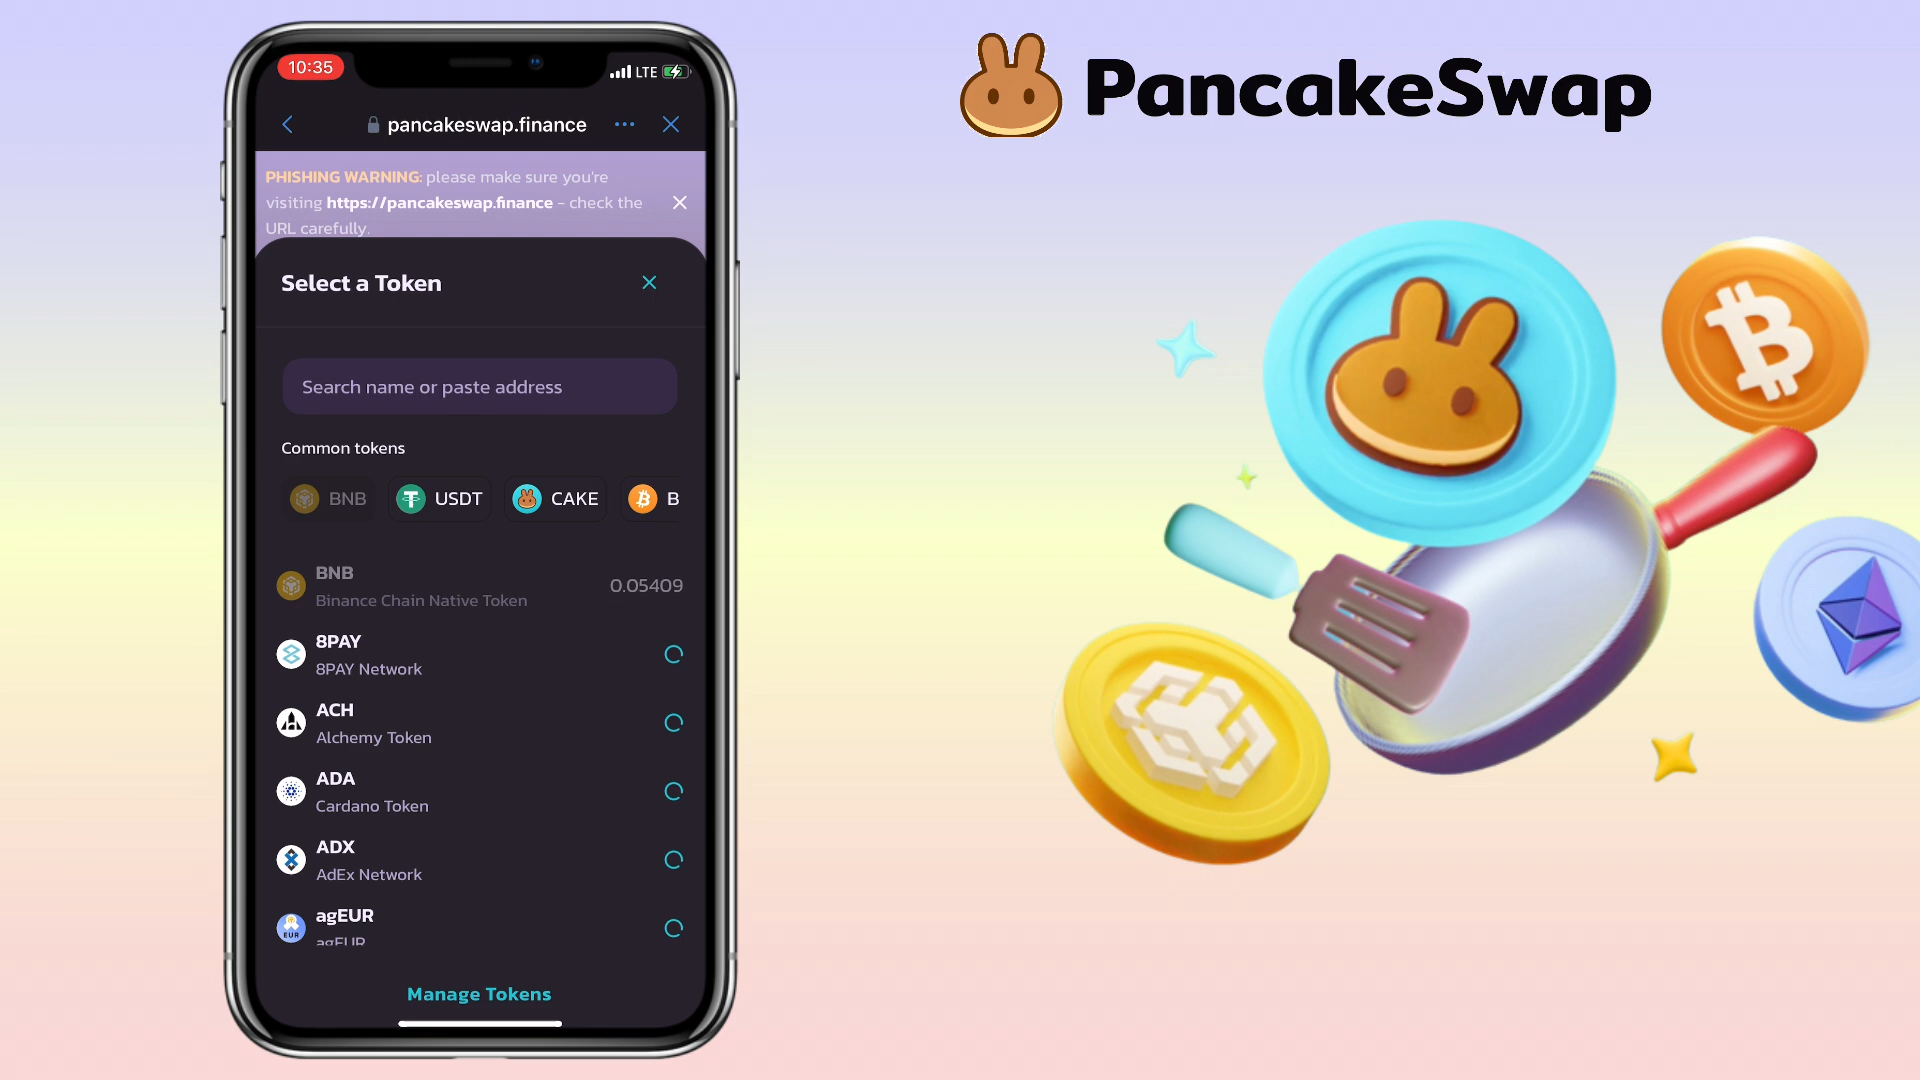 10:35
LTE
pancakeswap.finance
PHISHING WARNING: please make sure you're
visiting https://pancakeswap.finance - check the
URL carefully.
Select a Token
Search name or paste address
Common tokens
BNB USDT CAKE B
BNB
Binance Chain Native Token
0.05409
8PAY
8PAY Network
ACH
Alchemy Token
ADA
Cardano Token
ADX
AdEx Network
EUR
agEUR
agEUR
Manage Tokens
PancakeSwap